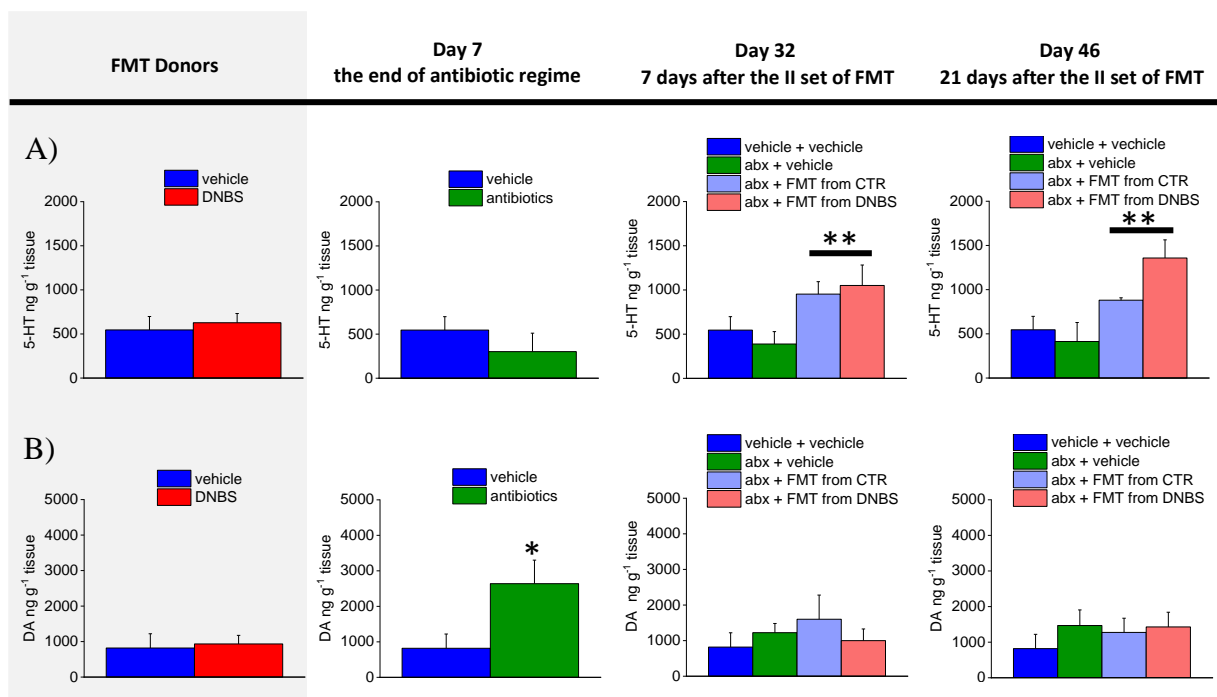 FMT Donors
Day 7
the end of antibiotic regime
Day 32
7 days after the II set of FMT
Day 46
21 days after the II set of FMT
A)
vehicle
DNBS
2000
1500
1000
500
0
5-HT ng g⁻¹ tissue
vehicle
antibiotics
2000
1500
1000
500
0
5-HT ng g⁻¹ tissue
vehicle + vechicle
abx + vehicle
abx + FMT from CTR
abx + FMT from DNBS
**
2000
1500
1000
500
0
5-HT ng g⁻¹ tissue
vehicle + vechicle
abx + vehicle
abx + FMT from CTR
abx + FMT from DNBS
**
2000
1500
1000
500
0
5-HT ng g⁻¹ tissue
B)
vehicle
DNBS
5000
4000
3000
2000
1000
0
DA ng g⁻¹ tissue
vehicle
antibiotics
*
5000
4000
3000
2000
1000
0
DA ng g⁻¹ tissue
vehicle + vechicle
abx + vehicle
abx + FMT from CTR
abx + FMT from DNBS
5000
4000
3000
2000
1000
0
DA ng g⁻¹ tissue
vehicle + vechicle
abx + vehicle
abx + FMT from CTR
abx + FMT from DNBS
5000
4000
3000
2000
1000
0
DA ng g⁻¹ tissue